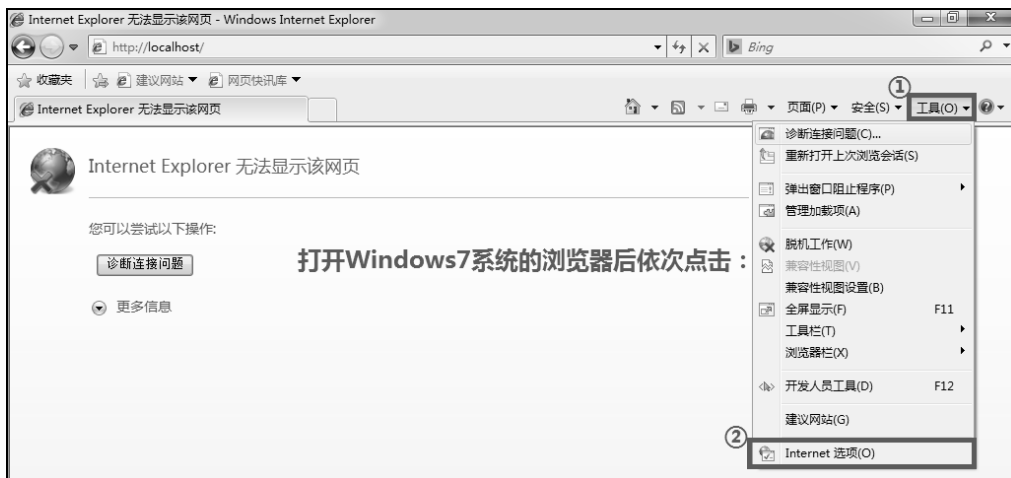 Internet Explorer 无法显示该网页 - Windows Internet Explorer
http://localhost/
Bing
收藏夹 建议网站 ▼ 网页快讯库 ▼
Internet Explorer 无法显示该网页
页面(P) ▼ 安全(S) ▼ ① 工具(O) ▼
Internet Explorer 无法显示该网页
您可以尝试以下操作:
诊断连接问题
更多信息
打开Windows7系统的浏览器后依次点击：
诊断连接问题(C)...
重新打开上次浏览会话(S)
弹出窗口阻止程序(P)
管理加载项(A)
脱机工作(W)
兼容性视图(V)
兼容性视图设置(B)
全屏显示(F) F11
工具栏(T)
浏览器栏(X)
开发人员工具(D) F12
建议网站(G)
② Internet 选项(O)